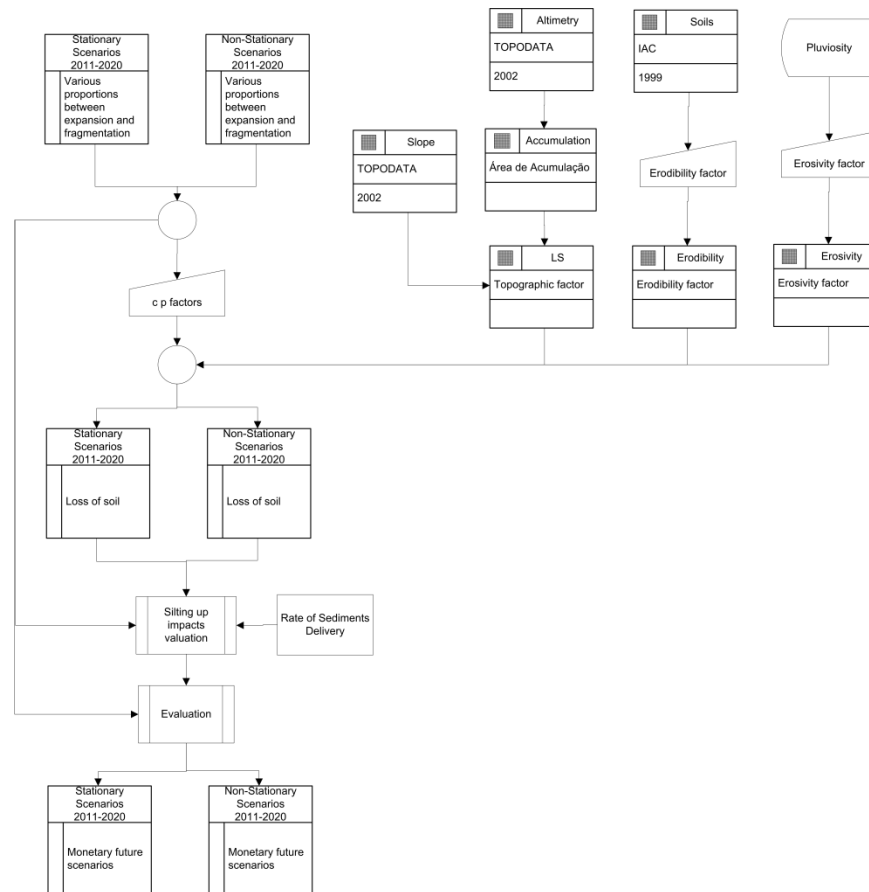 Stationary
Scenarios
2011-2020
Various
proportions
between
expansion and
fragmentation
Non-Stationary
Scenarios
2011-2020
Various
proportions
between
expansion and
fragmentation
Altimetry
TOPODATA
2002
Soils
IAC
1999
Pluviosity
Slope
TOPODATA
2002
Accumulation
Área de Acumulação
Erodibility factor
Erosivity factor
LS
Topographic factor
Erodibility
Erodibility factor
Erosivity
Erosivity factor
c p factors
Stationary
Scenarios
2011-2020
Loss of soil
Non-Stationary
Scenarios
2011-2020
Loss of soil
Silting up
impacts
valuation
Rate of Sediments
Delivery
Evaluation
Stationary
Scenarios
2011-2020
Monetary future
scenarios
Non-Stationary
Scenarios
2011-2020
Monetary future
scenarios